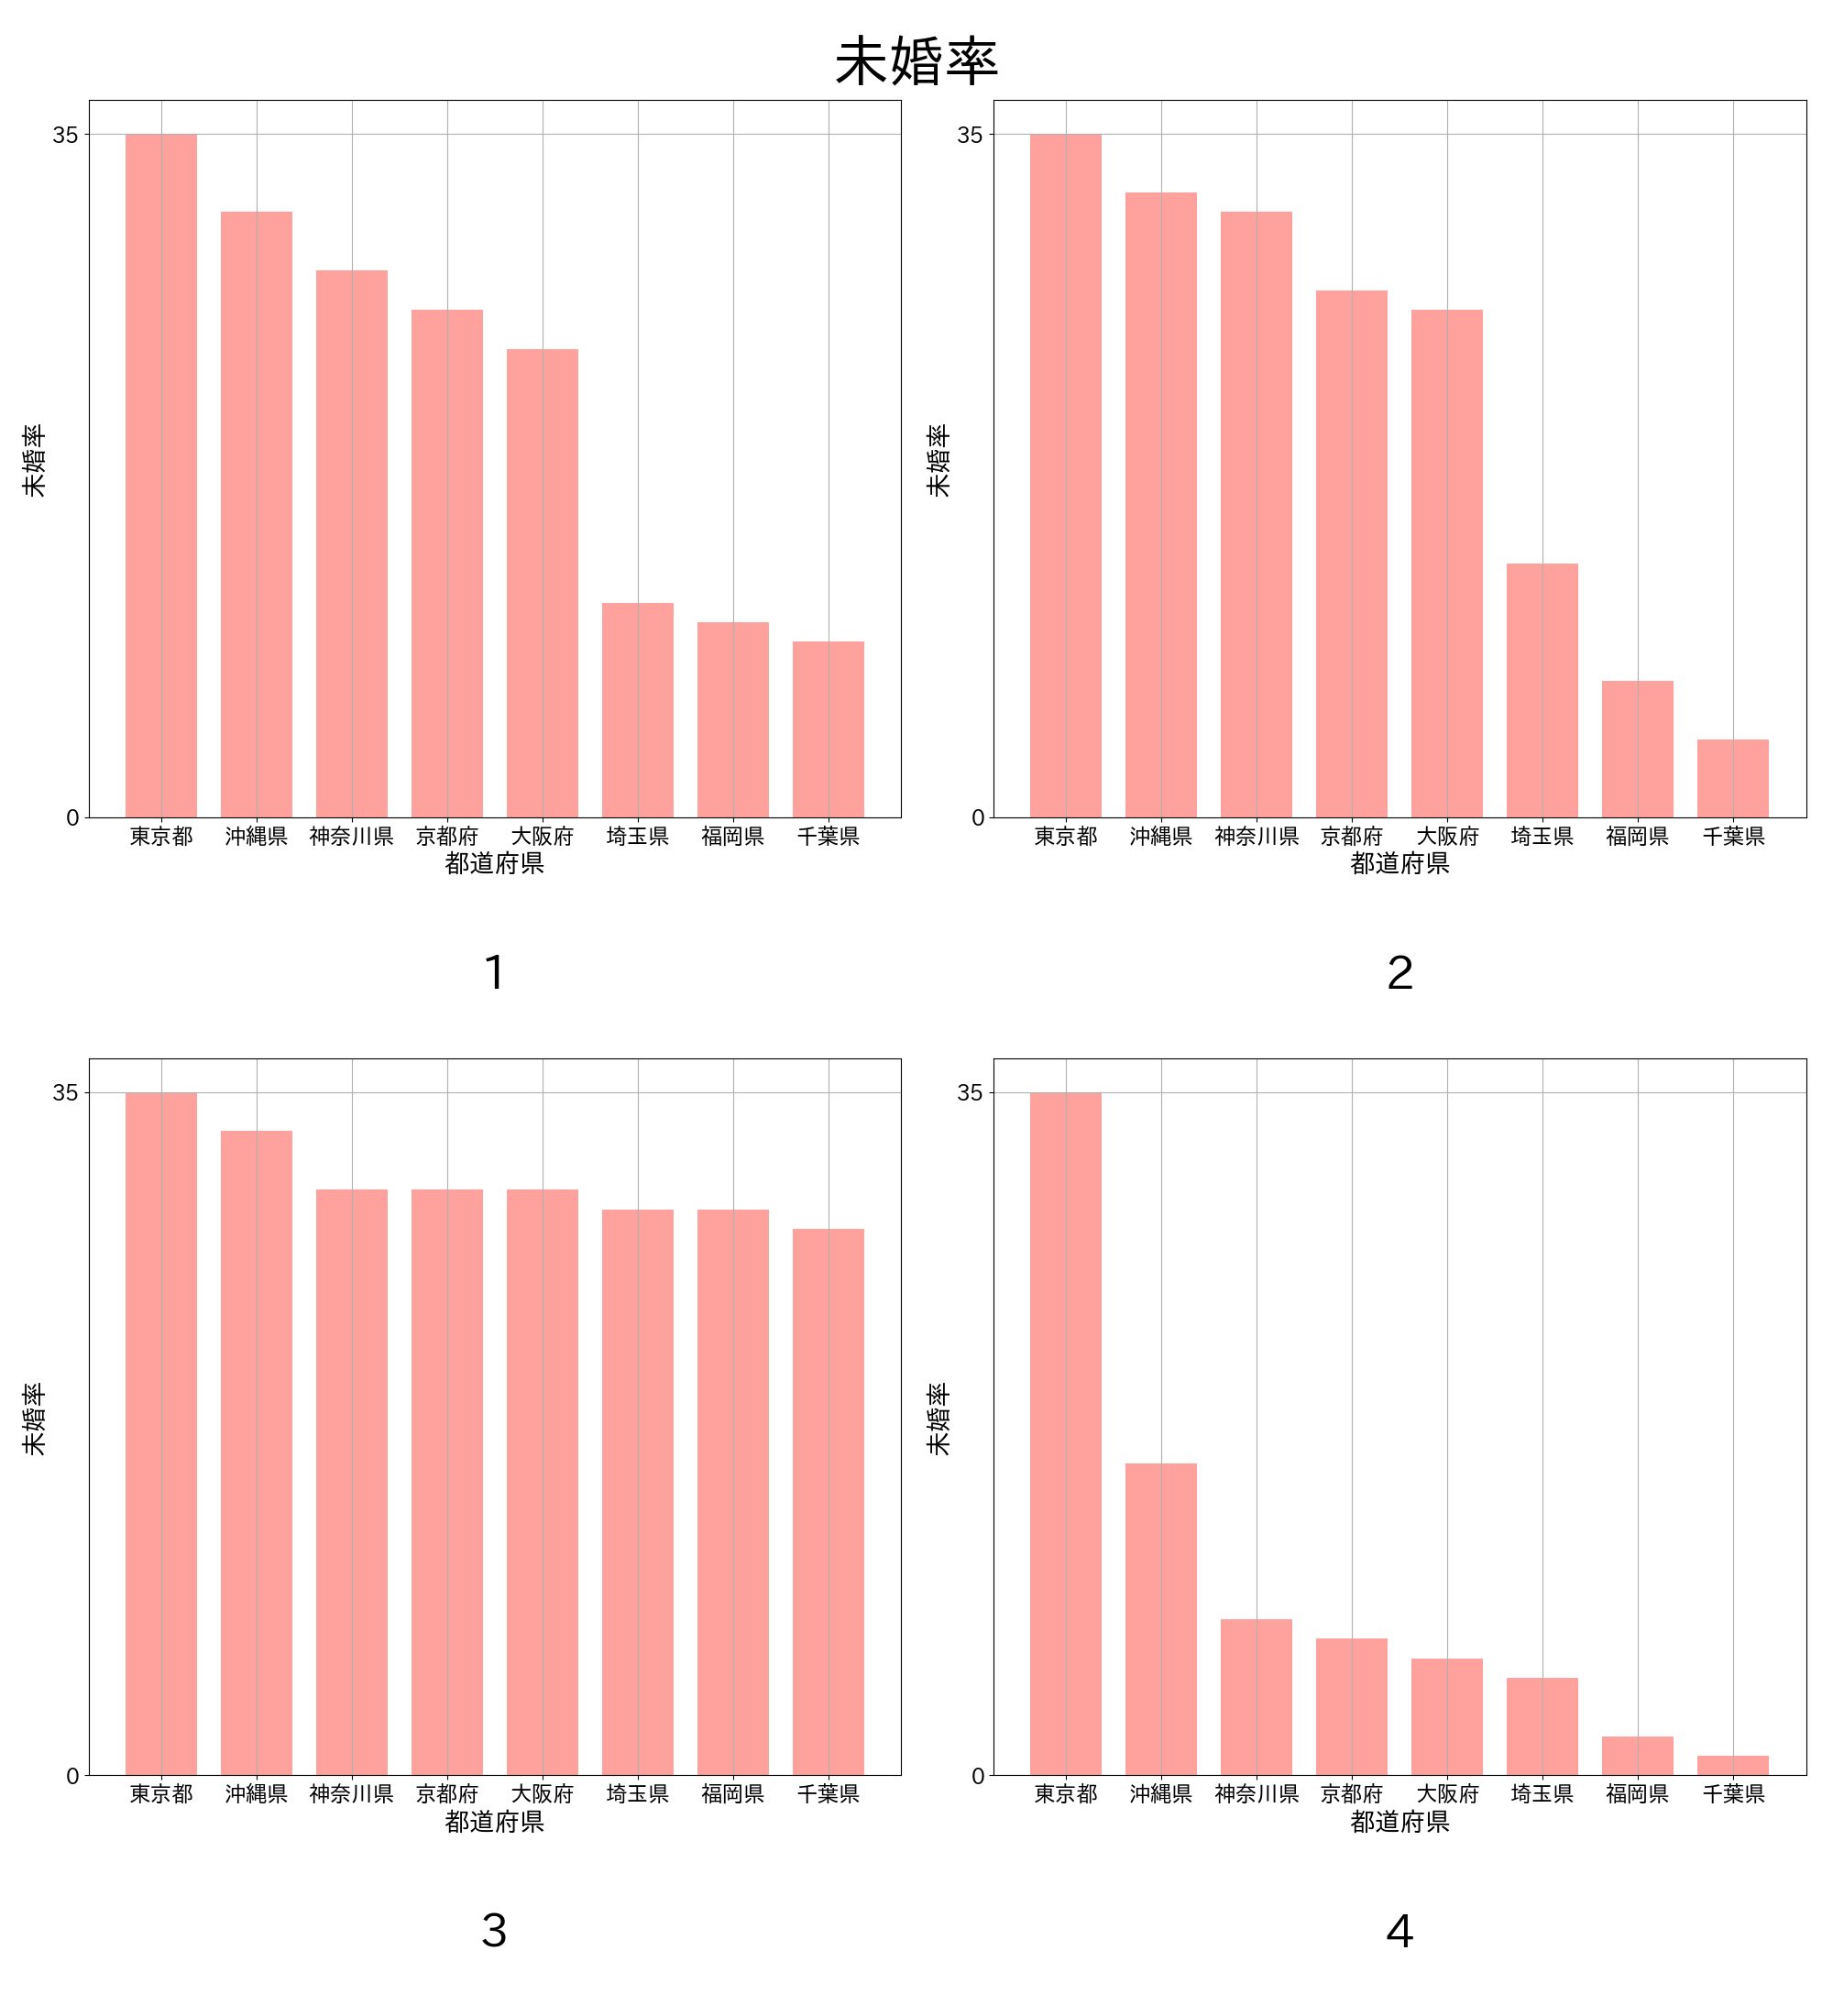 未婚率
35
0
未婚率
東京都 沖縄県 神奈川県 京都府 大阪府 埼玉県 福岡県 千葉県
都道府県
1
35
0
未婚率
東京都 沖縄県 神奈川県 京都府 大阪府 埼玉県 福岡県 千葉県
都道府県
2
35
0
未婚率
東京都 沖縄県 神奈川県 京都府 大阪府 埼玉県 福岡県 千葉県
都道府県
3
35
0
未婚率
東京都 沖縄県 神奈川県 京都府 大阪府 埼玉県 福岡県 千葉県
都道府県
4